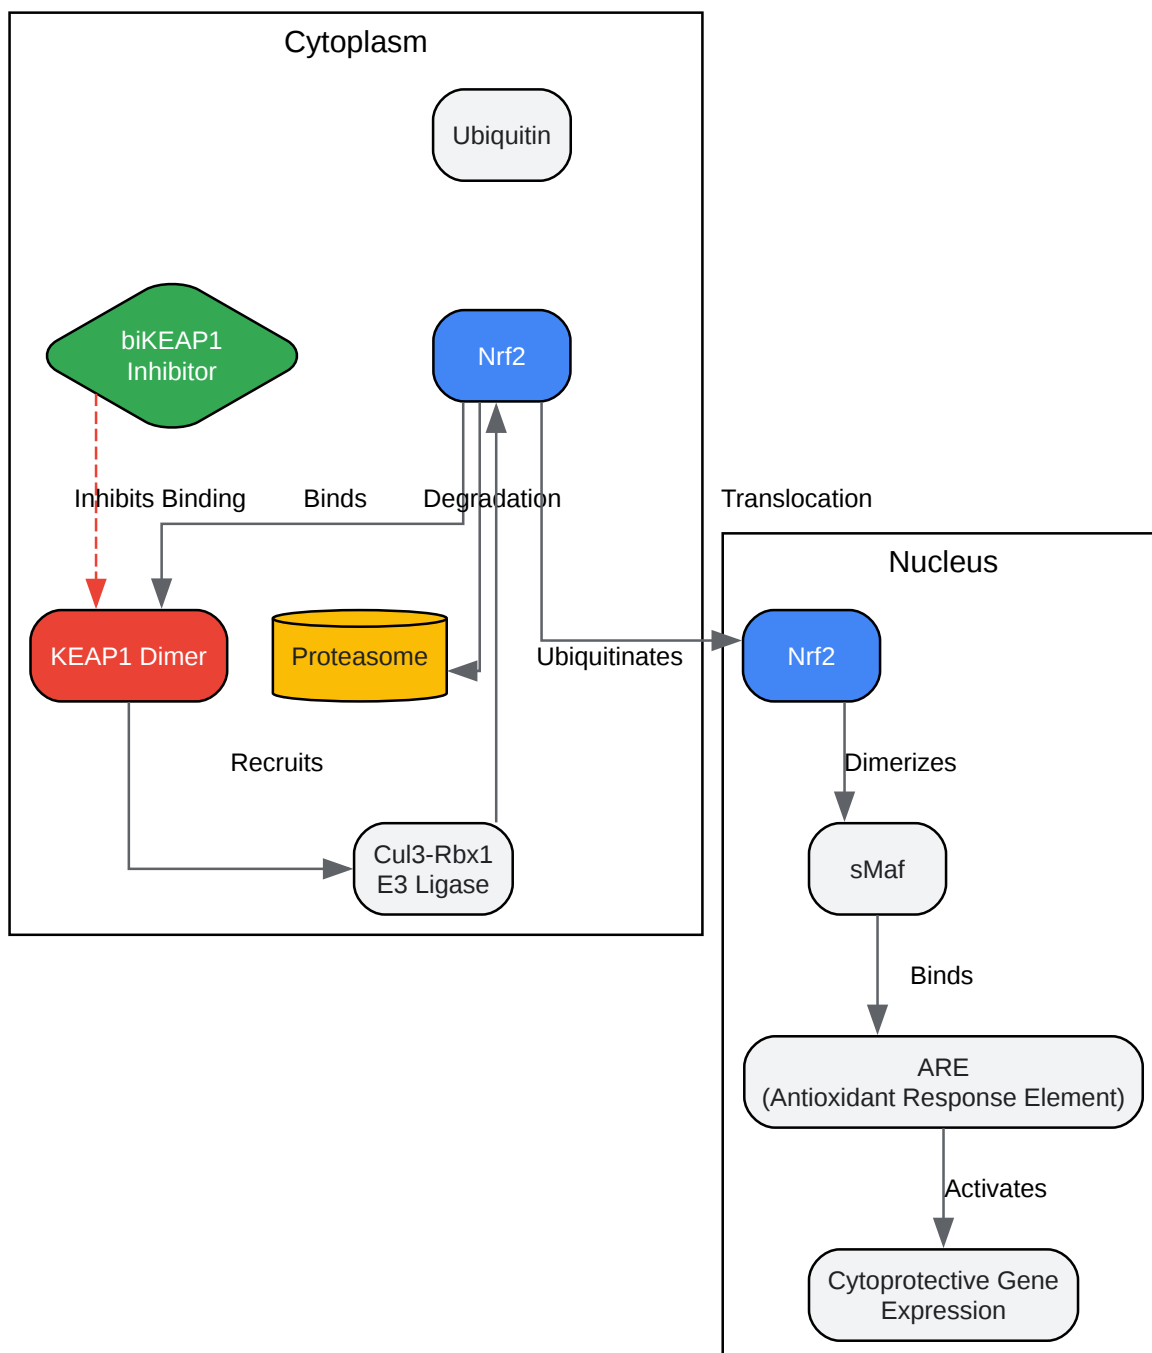 Cytoplasm
Ubiquitin
biKEAP1
Inhibitor
Nrf2
Inhibits Binding
Binds
Degradation
Translocation
Nucleus
KEAP1 Dimer
Proteasome
Ubiquitinates
Nrf2
Recruits
Dimerizes
Cul3-Rbx1
E3 Ligase
sMaf
Binds
ARE
(Antioxidant Response Element)
Activates
Cytoprotective Gene
Expression